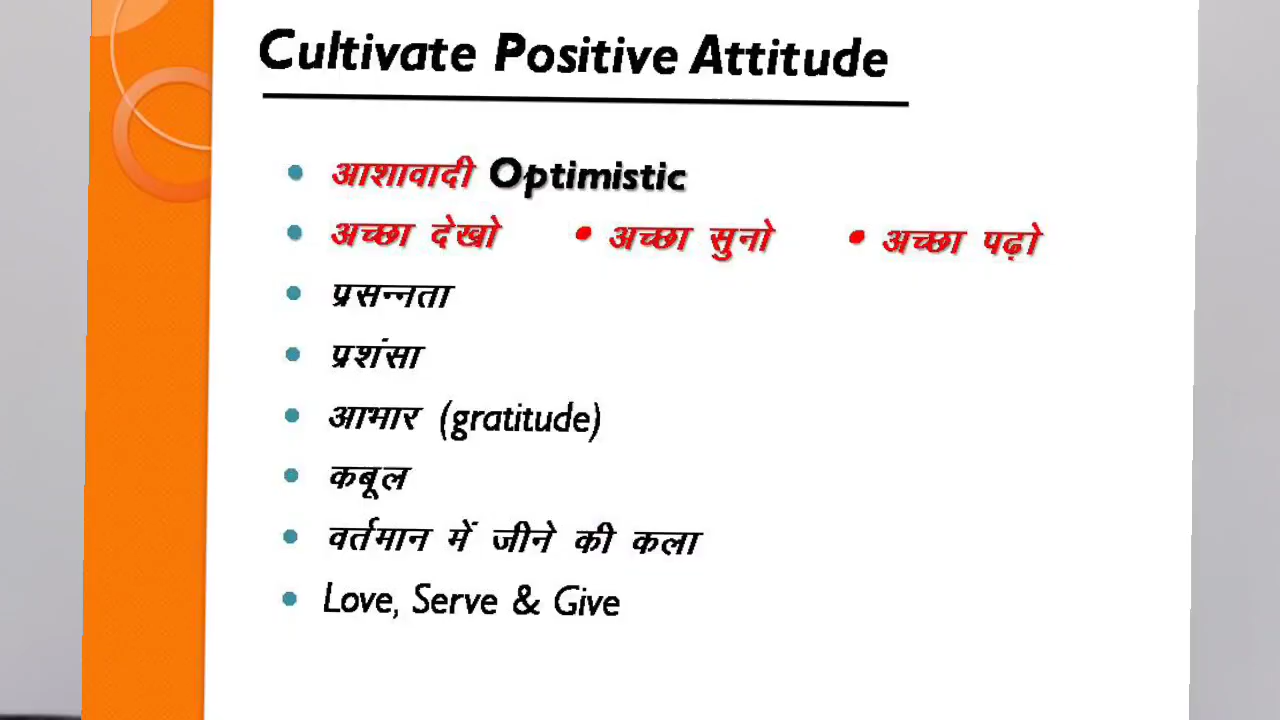 Cultivate Positive Attitude
• आशावादी Optimistic
• अच्छा देखो • अच्छा सुनो • अच्छा पढ़ो
• प्रसन्नता
• प्रशंसा
• आभार (gratitude)
• कबूल
• वर्तमान में जीने की कला
• Love, Serve & Give